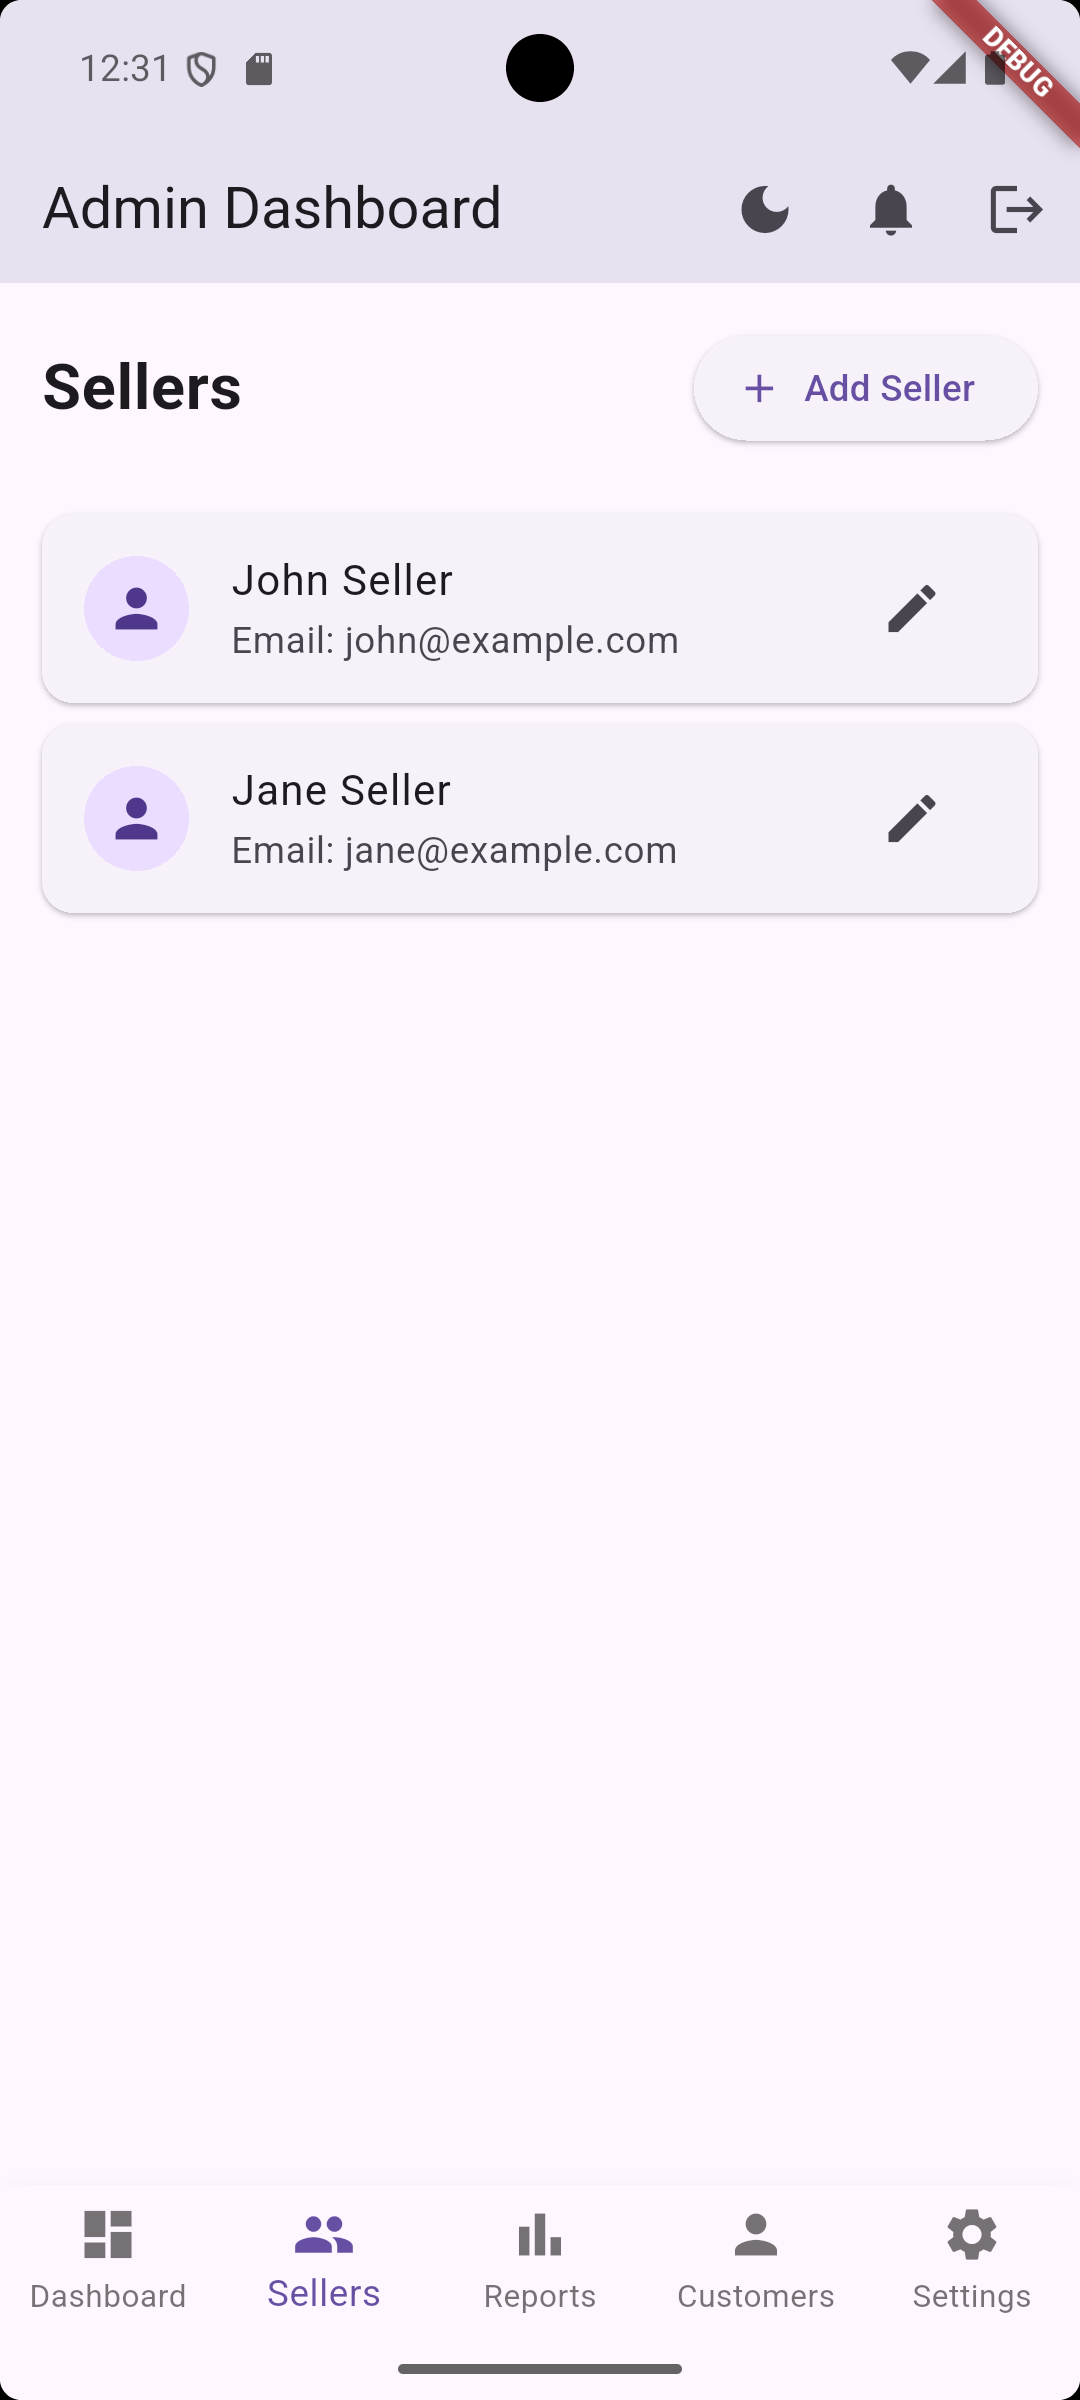 12:31
DEBUG
Admin Dashboard
Sellers
Add Seller
John Seller
Email: john@example.com
Jane Seller
Email: jane@example.com
Dashboard
Sellers
Reports
Customers
Settings